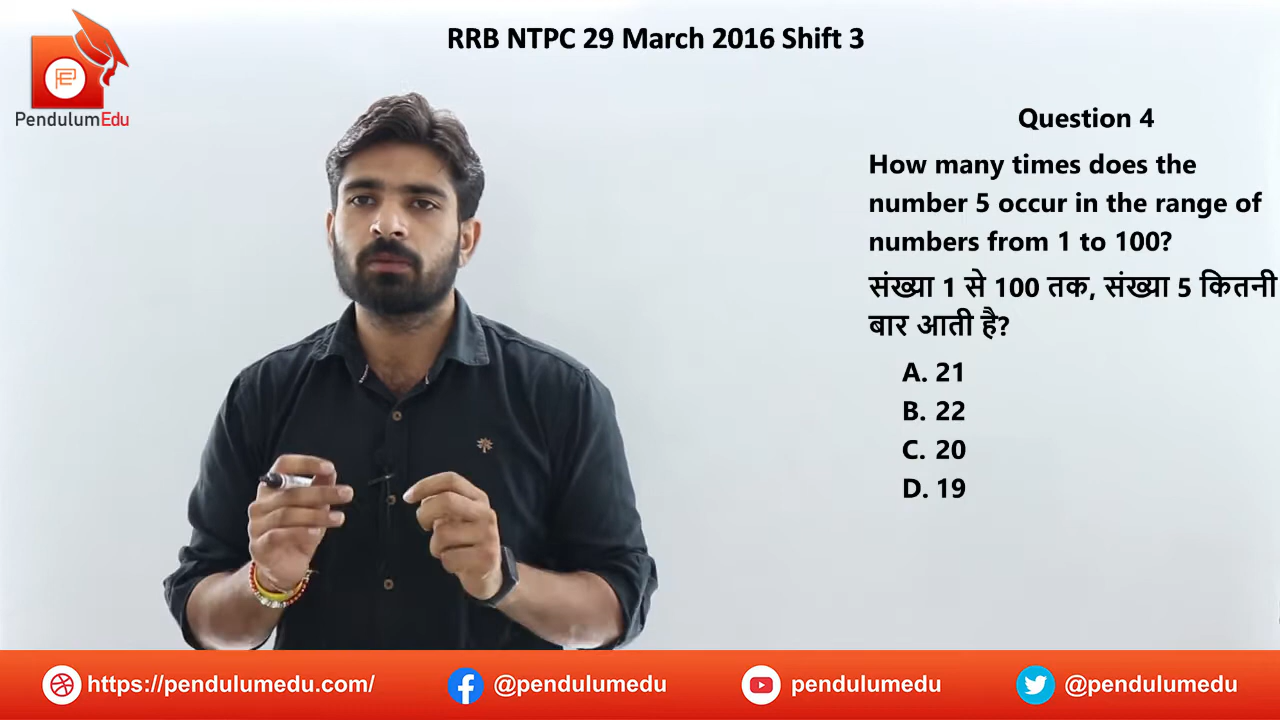 RRB NTPC 29 March 2016 Shift 3
PendulumEdu
Question 4
How many times does the
number 5 occur in the range of
numbers from 1 to 100?
संख्या 1 से 100 तक, संख्या 5 कितनी
बार आती है?
A. 21
B. 22
C. 20
D. 19
https://pendulumedu.com/
@pendulumedu
pendulumedu
@pendulumedu